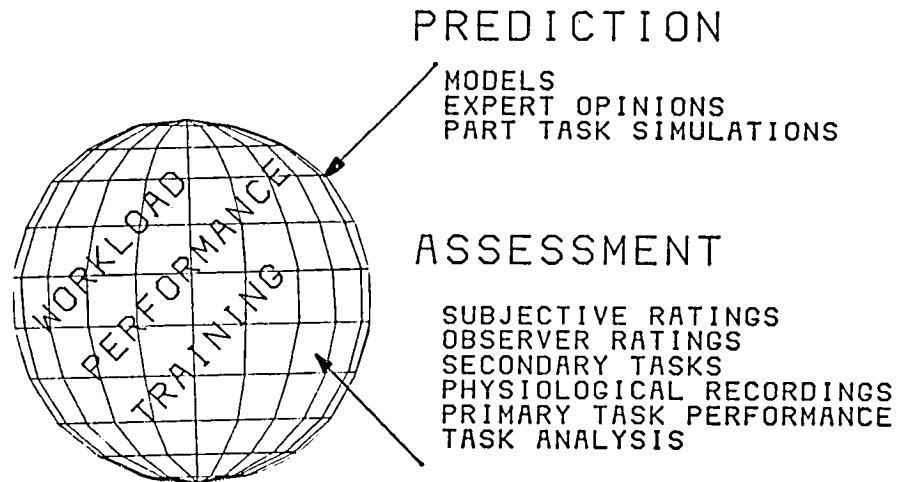 PREDICTION
MODELS
EXPERT OPINIONS
PART TASK SIMULATIONS
WORKLOAD
PERFORMANCE
TRAINING
ASSESSMENT
SUBJECTIVE RATINGS
OBSERVER RATINGS
SECONDARY TASKS
PHYSIOLOGICAL RECORDINGS
PRIMARY TASK PERFORMANCE
TASK ANALYSIS